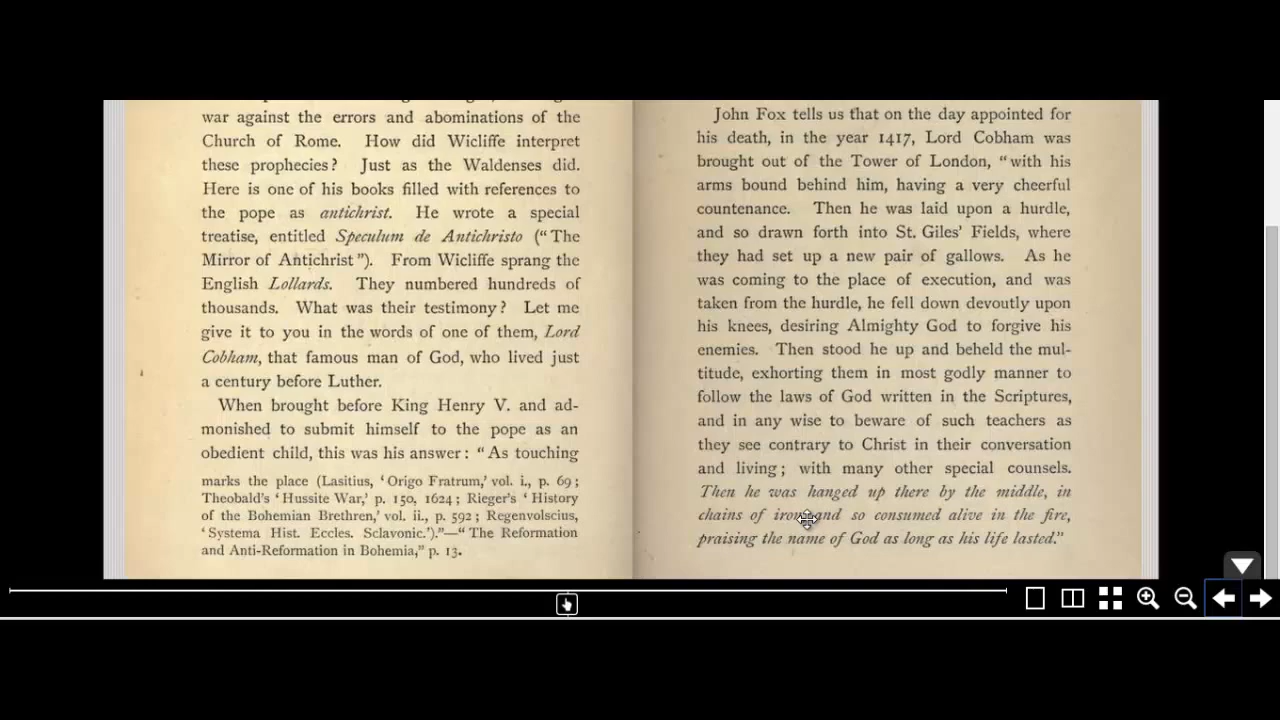 war against the errors and abominations of the
Church of Rome. How did Wicliffe interpret
these prophecies? Just as the Waldenses did.
Here is one of his books filled with references to
the pope as antichrist. He wrote a special
treatise, entitled Speculum de Antichristo (“The
Mirror of Antichrist”). From Wicliffe sprang the
English Lollards. They numbered hundreds of
thousands. What was their testimony? Let me
give it to you in the words of one of them, Lord
Cobham, that famous man of God, who lived just
a century before Luther.
When brought before King Henry V. and ad-
monished to submit himself to the pope as an
obedient child, this was his answer: “As touching
marks the place (Lasitius, ‘Origo Fratrum,’ vol. i., p. 69;
Theobald’s ‘Hussite War,’ p. 150, 1624; Rieger’s ‘History
of the Bohemian Brethren,’ vol. ii., p. 592; Regenvolscius,
‘Systema Hist. Eccles. Sclavonic.’).”—“The Reformation
and Anti-Reformation in Bohemia,” p. 13.
John Fox tells us that on the day appointed for
his death, in the year 1417, Lord Cobham was
brought out of the Tower of London, “with his
arms bound behind him, having a very cheerful
countenance. Then he was laid upon a hurdle,
and so drawn forth into St. Giles’ Fields, where
they had set up a new pair of gallows. As he
was coming to the place of execution, and was
taken from the hurdle, he fell down devoutly upon
his knees, desiring Almighty God to forgive his
enemies. Then stood he up and beheld the mul-
titude, exhorting them in most godly manner to
follow the laws of God written in the Scriptures,
and in any wise to beware of such teachers as
they see contrary to Christ in their conversation
and living; with many other special counsels.
Then he was hanged up there by the middle, in
chains of iron and so consumed alive in the fire,
praising the name of God as long as his life lasted.”